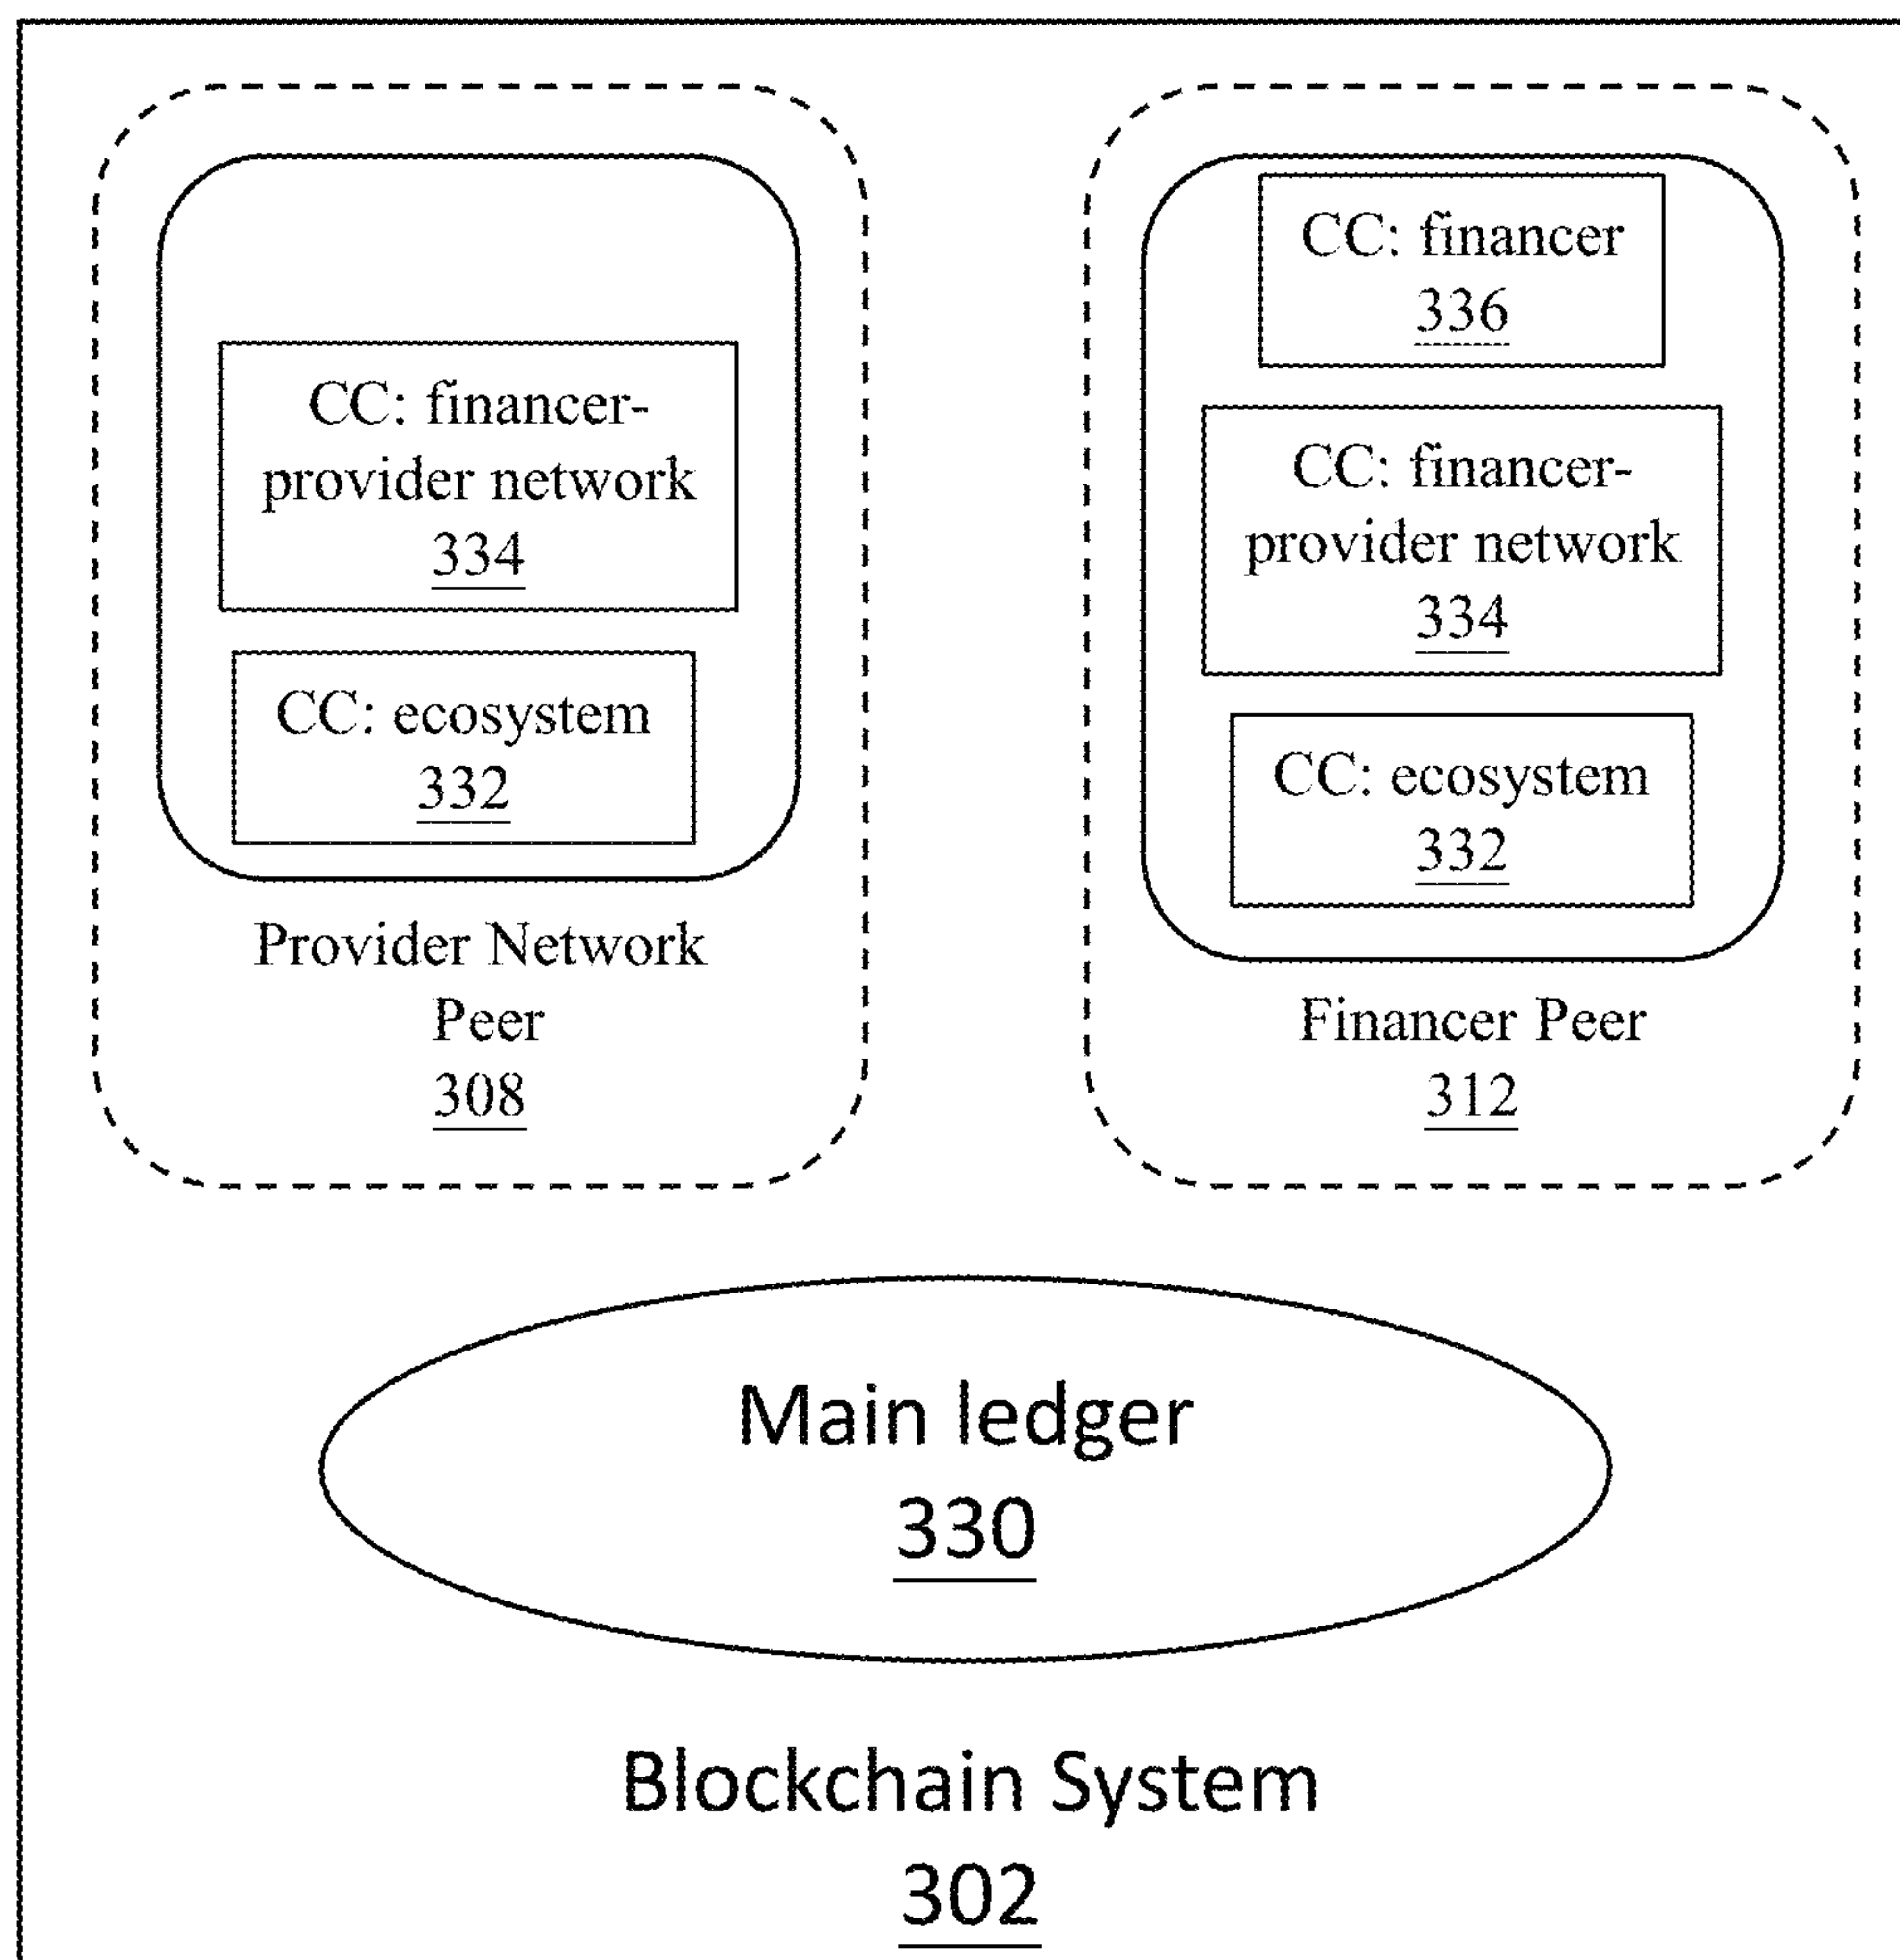 CC: financer-
provider network
334
CC: ecosystem
332
Provider Network
Peer
308
CC: financer
336
CC: financer-
provider network
334
CC: ecosystem
332
Financer Peer
312
Main ledger
330
Blockchain System
302